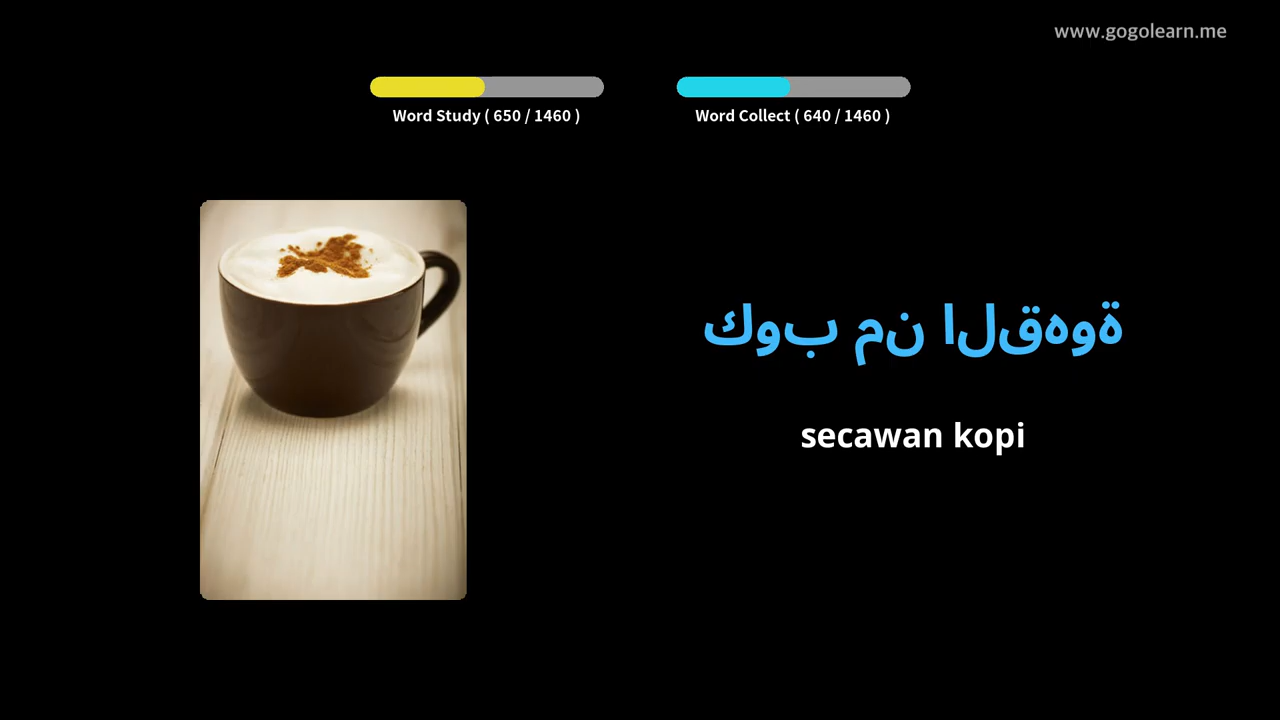 www.gogolearn.me
Word Study ( 650 / 1460 )
Word Collect ( 640 / 1460 )
كوب من القهوة
secawan kopi